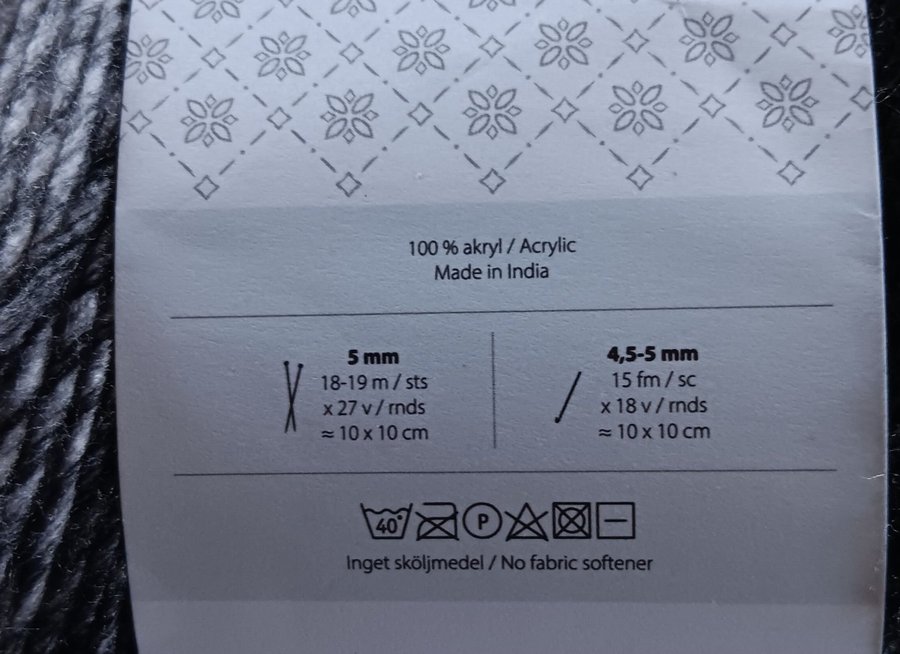 100 % akryl / Acrylic
Made in India
5 mm
18-19 m / sts
x 27 v / rnds
≈ 10 x 10 cm
4,5-5 mm
15 fm / sc
x 18 v / rnds
≈ 10 x 10 cm
40° P
Inget sköljmedel / No fabric softener